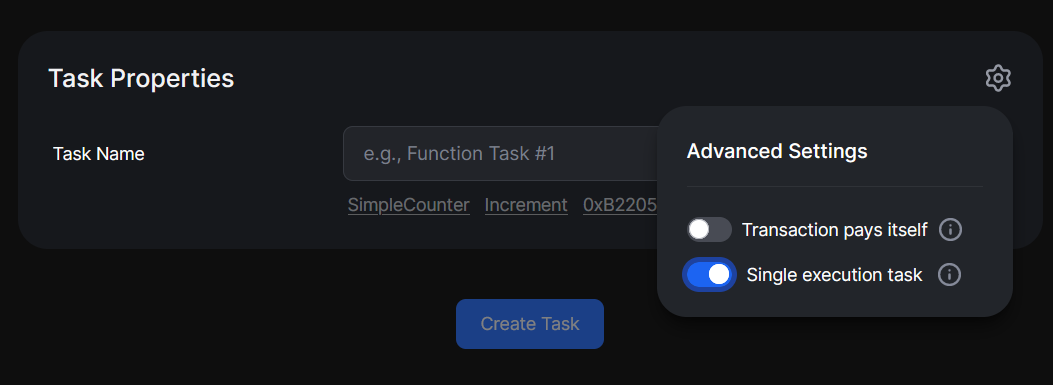 Task Properties
Task Name
e.g., Function Task #1
SimpleCounter Increment 0xB2205
Advanced Settings
Transaction pays itself
Single execution task
Create Task